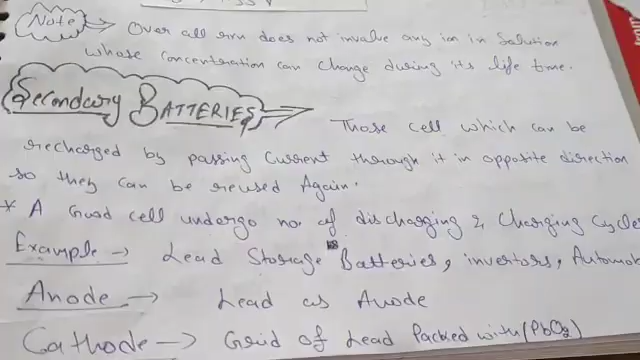 Note → Over all rxn does not involve any ion in Solution
whose concentration can change during its life time.
Secondary BATTERIES ⇒ Those cell which can be
recharged by passing current through it in opposite direction
so they can be reused Again.
* A Good cell undergo no. of discharging & Charging Cycles
Example → Lead Storage Batteries, invertors, Automob
Anode → Lead as Anode
Cathode → Grid of Lead Packed with (PbO2)